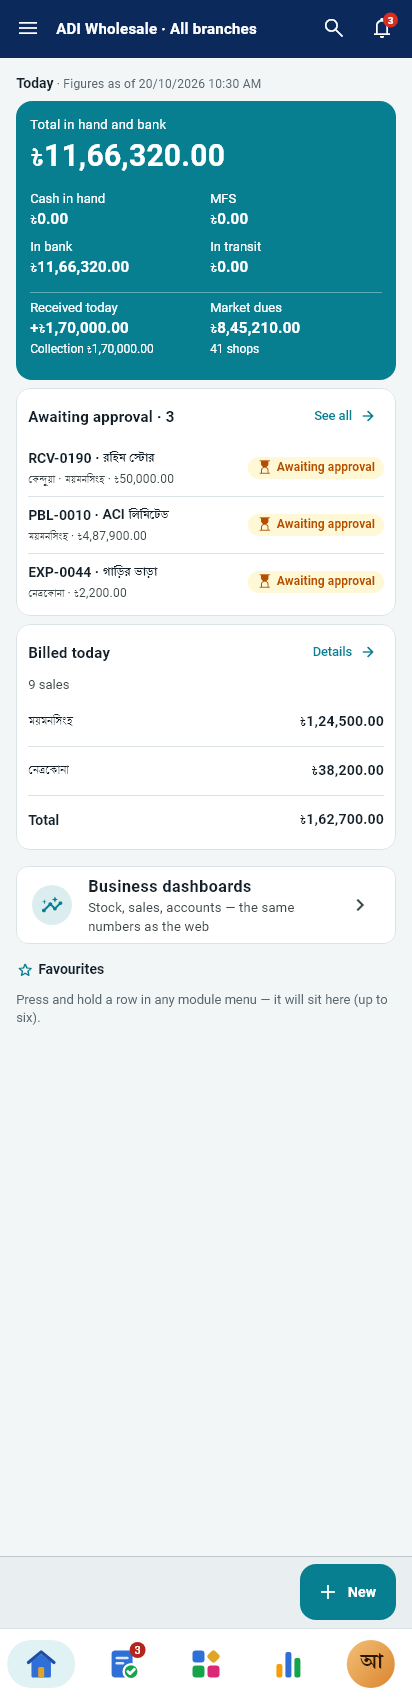 ADI Wholesale · All branches
3
Today · Figures as of 20/10/2026 10:30 AM
Total in hand and bank
৳11,66,320.00
Cash in hand
৳0.00
MFS
৳0.00
In bank
৳11,66,320.00
In transit
৳0.00
Received today
+৳1,70,000.00
Collection ৳1,70,000.00
Market dues
৳8,45,210.00
41 shops
Awaiting approval · 3
See all
RCV-0190 · রহিম স্টোর
কেন্দুয়া · ময়মনসিংহ · ৳50,000.00
Awaiting approval
PBL-0010 · ACI লিমিটেড
ময়মনসিংহ · ৳4,87,900.00
Awaiting approval
EXP-0044 · গাড়ির ভাড়া
নেত্রকোনা · ৳2,200.00
Awaiting approval
Billed today
Details
9 sales
ময়মনসিংহ ৳1,24,500.00
নেত্রকোনা ৳38,200.00
Total ৳1,62,700.00
Business dashboards
Stock, sales, accounts — the same
numbers as the web
Favourites
Press and hold a row in any module menu — it will sit here (up to
six).
New
3
আ